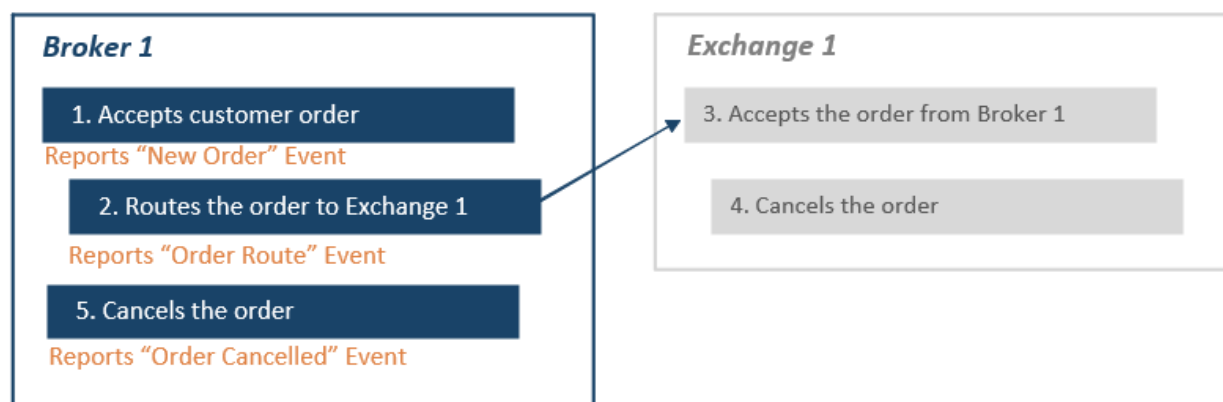 Broker 1
1. Accepts customer order
Reports “New Order” Event
2. Routes the order to Exchange 1
Reports “Order Route” Event
5. Cancels the order
Reports “Order Cancelled” Event
Exchange 1
3. Accepts the order from Broker 1
4. Cancels the order